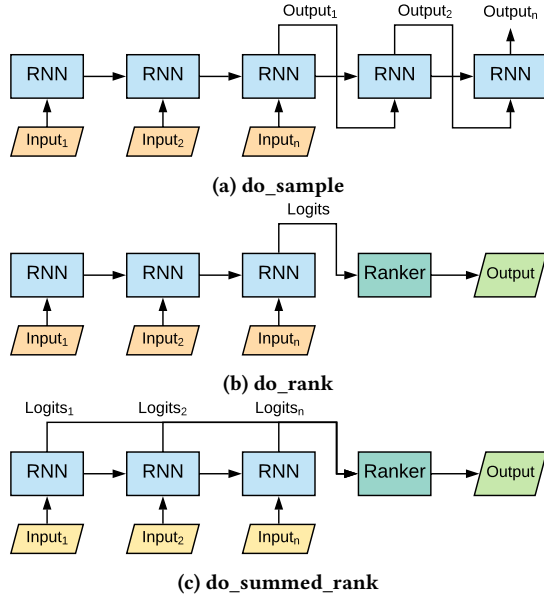 Output₁ Output₂ Outputₙ
RNN RNN RNN RNN RNN
Input₁ Input₂ Inputₙ
(a) do_sample
Logits
RNN RNN RNN Ranker Output
Input₁ Input₂ Inputₙ
(b) do_rank
Logits₁ Logits₂ Logitsₙ
RNN RNN RNN Ranker Output
Input₁ Input₂ Inputₙ
(c) do_summed_rank